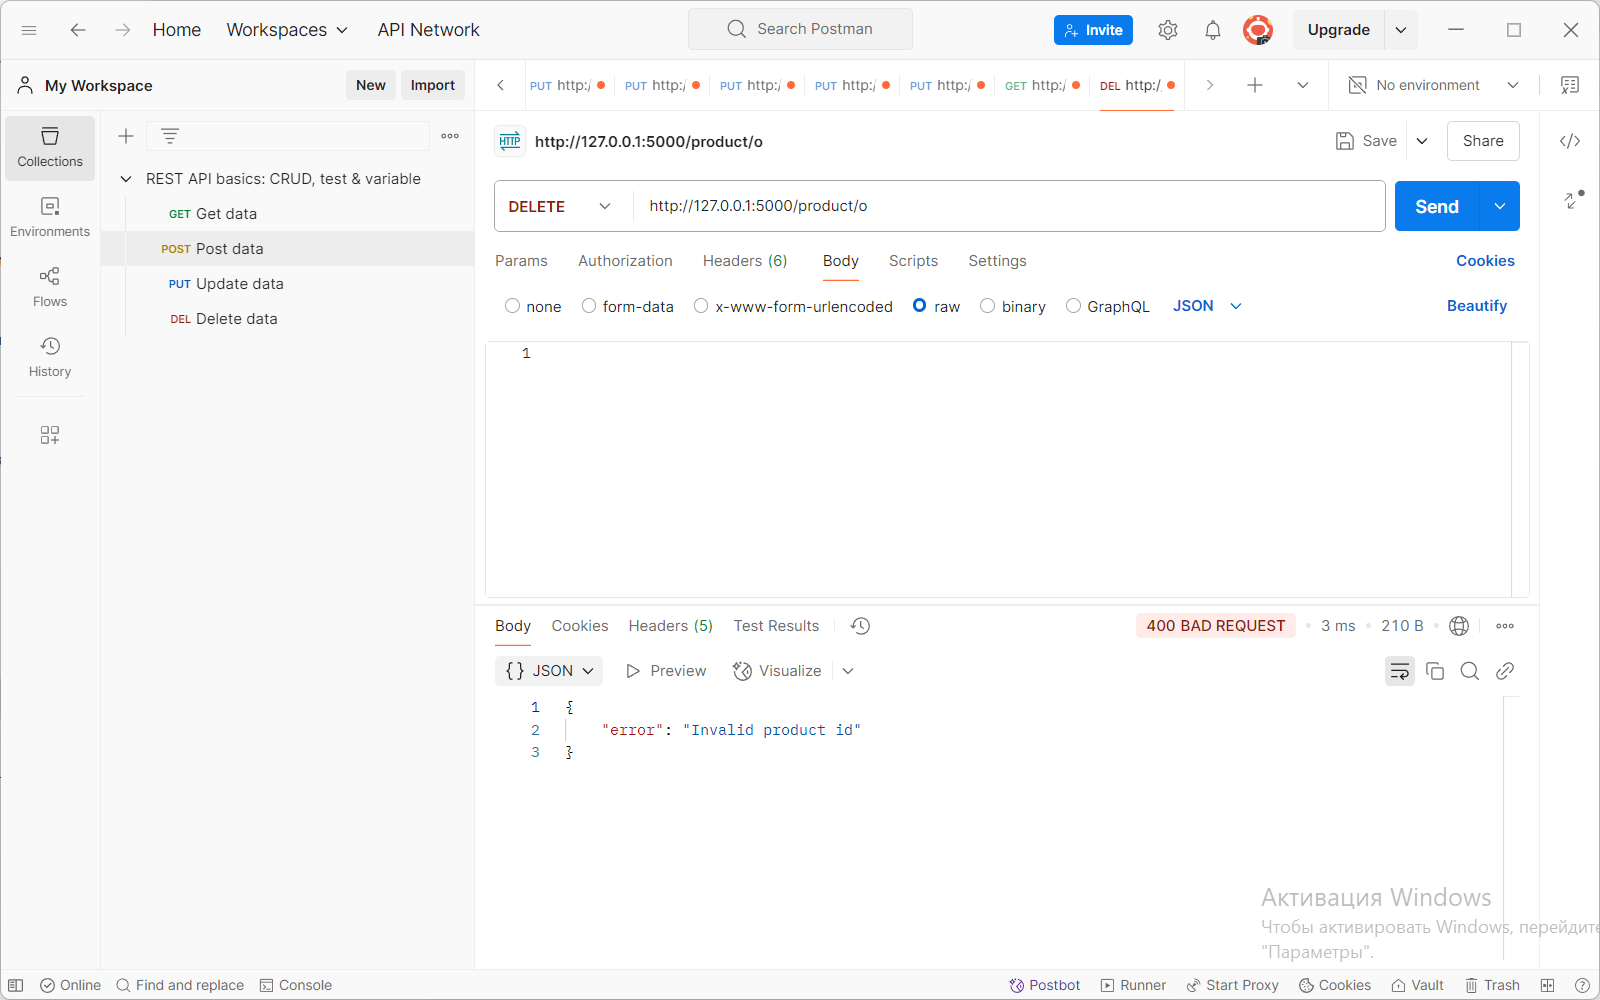 Home
Workspaces
API Network
Search Postman
Invite
Upgrade
My Workspace
New
Import
PUT http:/
PUT http:/
PUT http:/
PUT http:/
PUT http:/
GET http:/
DEL http:/
No environment
Collections
Environments
Flows
History
REST API basics: CRUD, test & variable
GET Get data
POST Post data
PUT Update data
DEL Delete data
HTTP http://127.0.0.1:5000/product/o
Save
Share
DELETE http://127.0.0.1:5000/product/o
Send
Params Authorization Headers (6) Body Scripts Settings
Cookies
none form-data x-www-form-urlencoded raw binary GraphQL JSON
Beautify
1
Body Cookies Headers (5) Test Results
400 BAD REQUEST • 3 ms • 210 B •
{} JSON Preview Visualize
1 {
2 "error": "Invalid product id"
3 }
Активация Windows
Чтобы активировать Windows, перейдите
"Параметры".
Online Find and replace Console
Postbot Runner Start Proxy Cookies Vault Trash